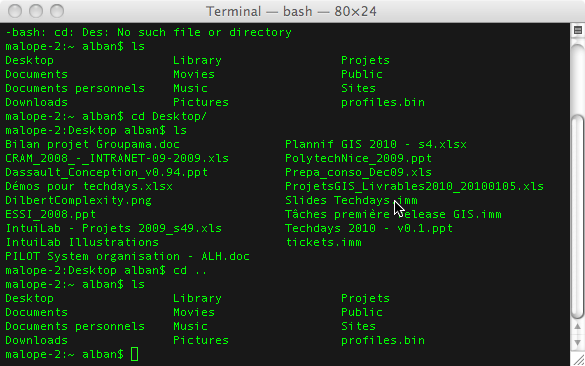 Terminal — bash — 80×24
-bash: cd: Des: No such file or directory
malope-2:~ alban$ ls
Desktop Library Projets
Documents Movies Public
Documents personnels Music Sites
Downloads Pictures profiles.bin
malope-2:~ alban$ cd Desktop/
malope-2:Desktop alban$ ls
Bilan projet Groupama.doc Plannif GIS 2010 - s4.xlsx
CRAM_2008_-_INTRANET-09-2009.xls PolytechNice_2009.ppt
Dassault_Conception_v0.94.ppt Prepa_conso_Dec09.xls
Démos pour techdays.xlsx ProjetsGIS_Livrables2010_20100105.xls
DilbertComplexity.png Slides Techdays.imm
ESSI_2008.ppt Tâches première release GIS.imm
IntuiLab - Projets 2009_s49.xls Techdays 2010 - v0.1.ppt
IntuiLab Illustrations tickets.imm
PILOT System organisation - ALH.doc
malope-2:Desktop alban$ cd ..
malope-2:~ alban$ ls
Desktop Library Projets
Documents Movies Public
Documents personnels Music Sites
Downloads Pictures profiles.bin
malope-2:~ alban$